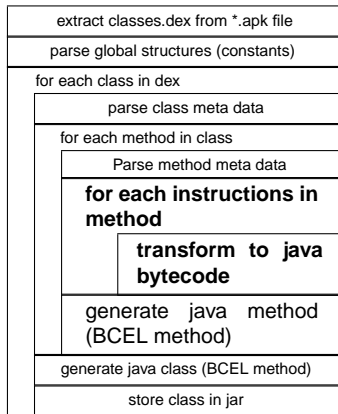 extract classes.dex from *.apk file
parse global structures (constants)
for each class in dex
parse class meta data
for each method in class
Parse method meta data
for each instructions in
method
transform to java
bytecode
generate java method
(BCEL method)
generate java class (BCEL method)
store class in jar